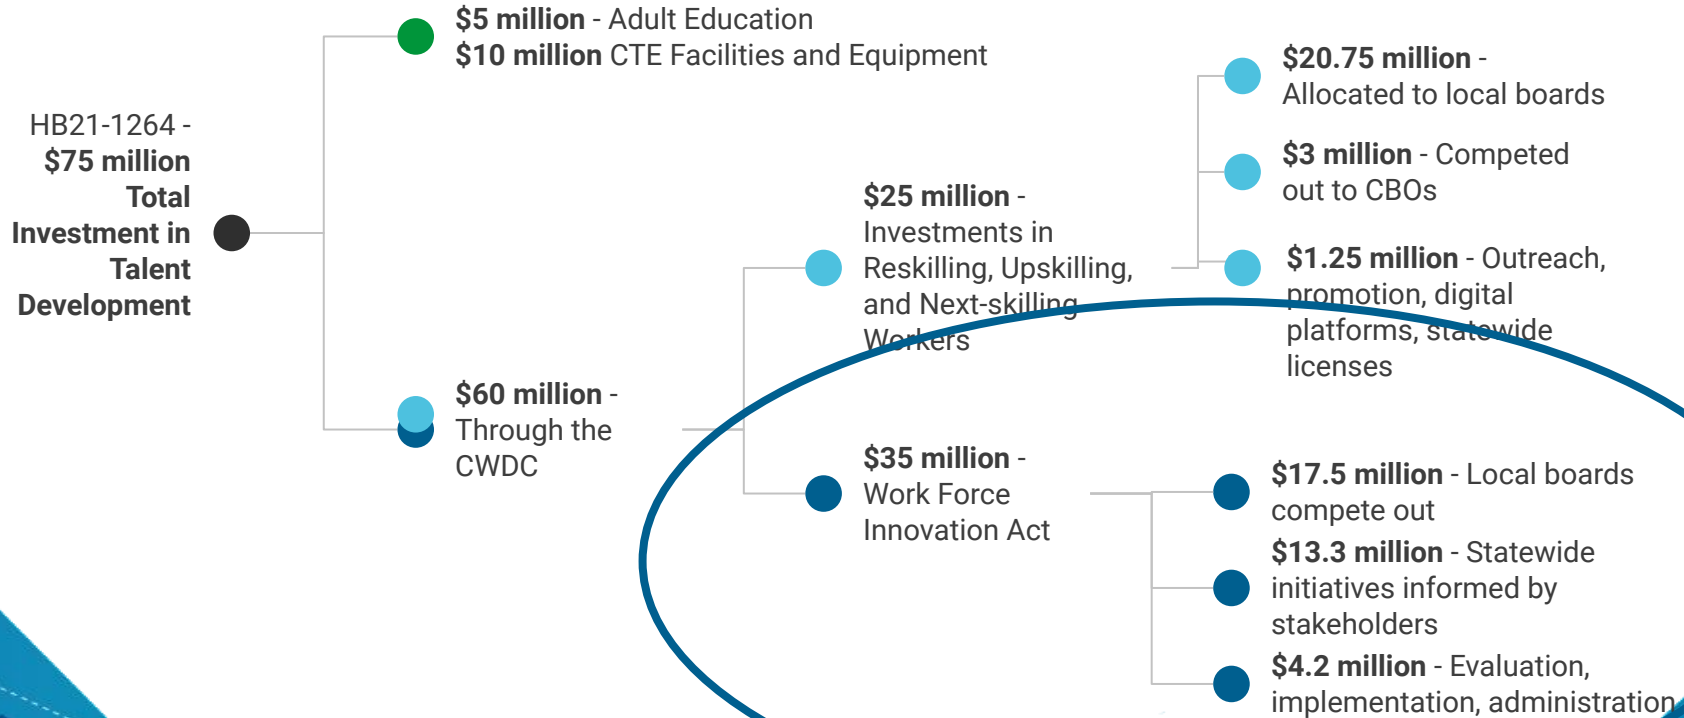 HB21-1264 -
$75 million
Total
Investment in
Talent
Development
$5 million - Adult Education
$10 million CTE Facilities and Equipment
$60 million -
Through the
CWDC
$25 million -
Investments in
Reskilling, Upskilling,
and Next-skilling
Workers
$35 million -
Work Force
Innovation Act
$20.75 million -
Allocated to local boards
$3 million - Competed
out to CBOs
$1.25 million - Outreach,
promotion, digital
platforms, statewide
licenses
$17.5 million - Local boards
compete out
$13.3 million - Statewide
initiatives informed by
stakeholders
$4.2 million - Evaluation,
implementation, administration